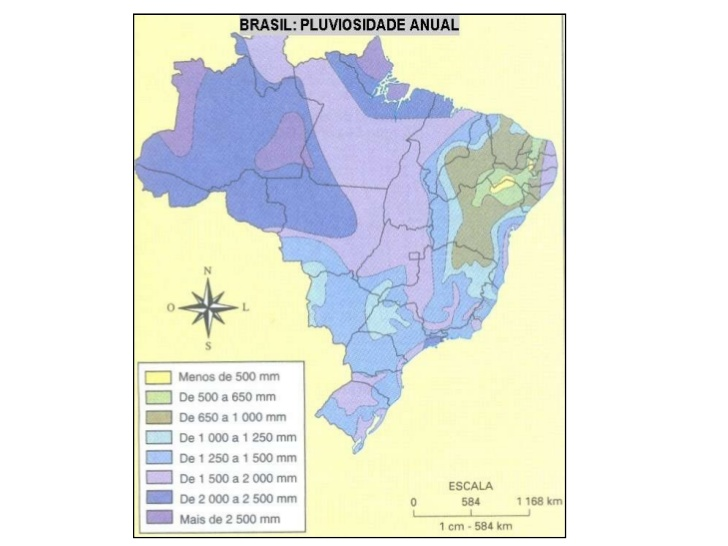 BRASIL: PLUVIOSIDADE ANUAL
N
O
L
S
Menos de 500 mm
De 500 a 650 mm
De 650 a 1 000 mm
De 1 000 a 1 250 mm
De 1 250 a 1 500 mm
De 1 500 a 2 000 mm
De 2 000 a 2 500 mm
Mais de 2 500 mm
ESCALA
0 584 1 168 km
1 cm - 584 km